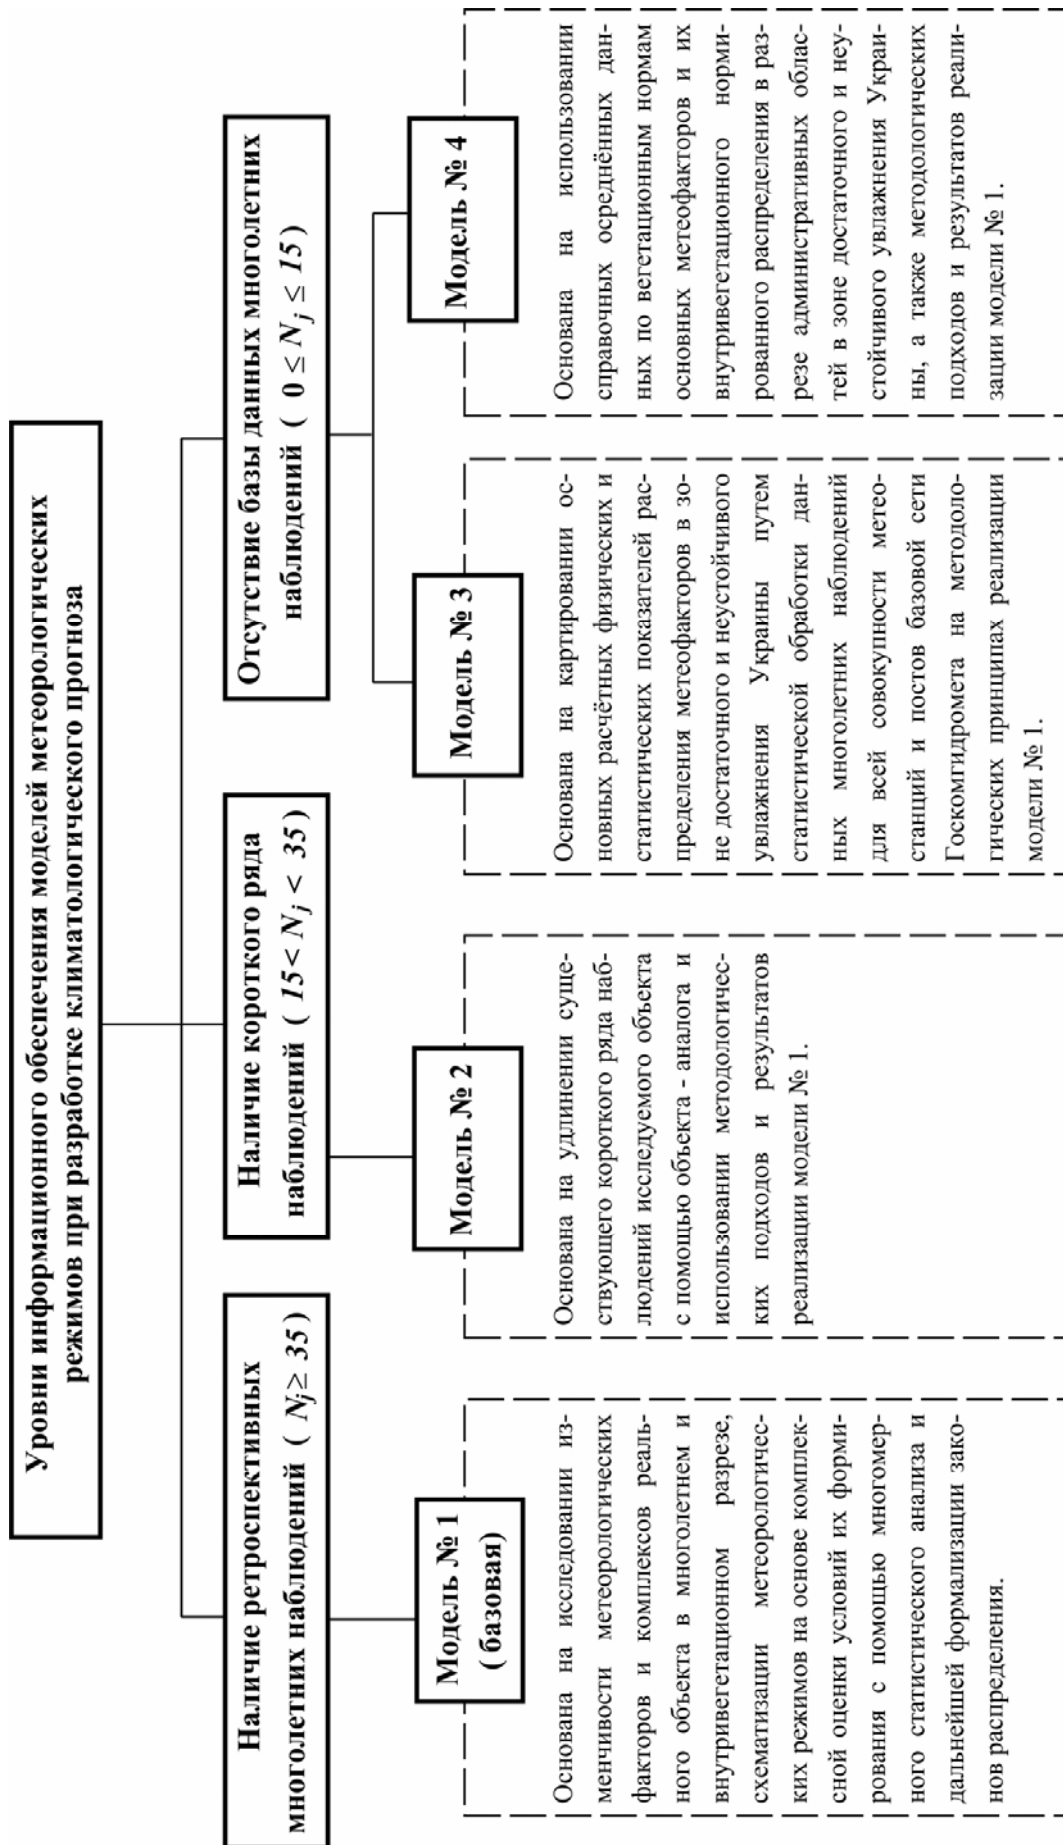 Уровни информационного обеспечения моделей метеорологических
режимов при разработке климатологического прогноза
Наличие ретроспективных
многолетних наблюдений ( Nj ≥ 35 )
Наличие короткого ряда
наблюдений ( 15 < Nj < 35 )
Отсутствие базы данных многолетних
наблюдений ( 0 ≤ Nj ≤ 15 )
Модель № 1
( базовая)
Основана на исследовании из-
менчивости метеорологических
факторов и комплексов реаль-
ного объекта в многолетнем и
внутривегетационном разрезе,
схематизации метеорологичес-
ких режимов на основе комплек-
сной оценки условий их форми-
рования с помощью многомер-
ного статистического анализа и
дальнейшей формализации зако-
нов распределения.
Модель № 2
Основана на удлинении суще-
ствующего короткого ряда наб-
людений исследуемого объекта
с помощью объекта - аналога и
использовании методологичес-
ких подходов и результатов
реализации модели № 1.
Модель № 3
Основана на картировании ос-
новных расчётных физических и
статистических показателей рас-
пределения метеофакторов в зо-
не достаточного и неустойчивого
увлажнения Украины путем
статистической обработки дан-
ных многолетних наблюдений
для всей совокупности метео-
станций и постов базовой сети
Госкомгидромета на методоло-
гических принципах реализации
модели № 1.
Модель № 4
Основана на использовании
справочных осреднённых дан-
ных по вегетационным нормам
основных метеофакторов и их
внутривегетационного норми-
рованного распределения в раз-
резе административных облас-
тей в зоне достаточного и неу-
стойчивого увлажнения Украи-
ны, а также методологических
подходов и результатов реали-
зации модели № 1.